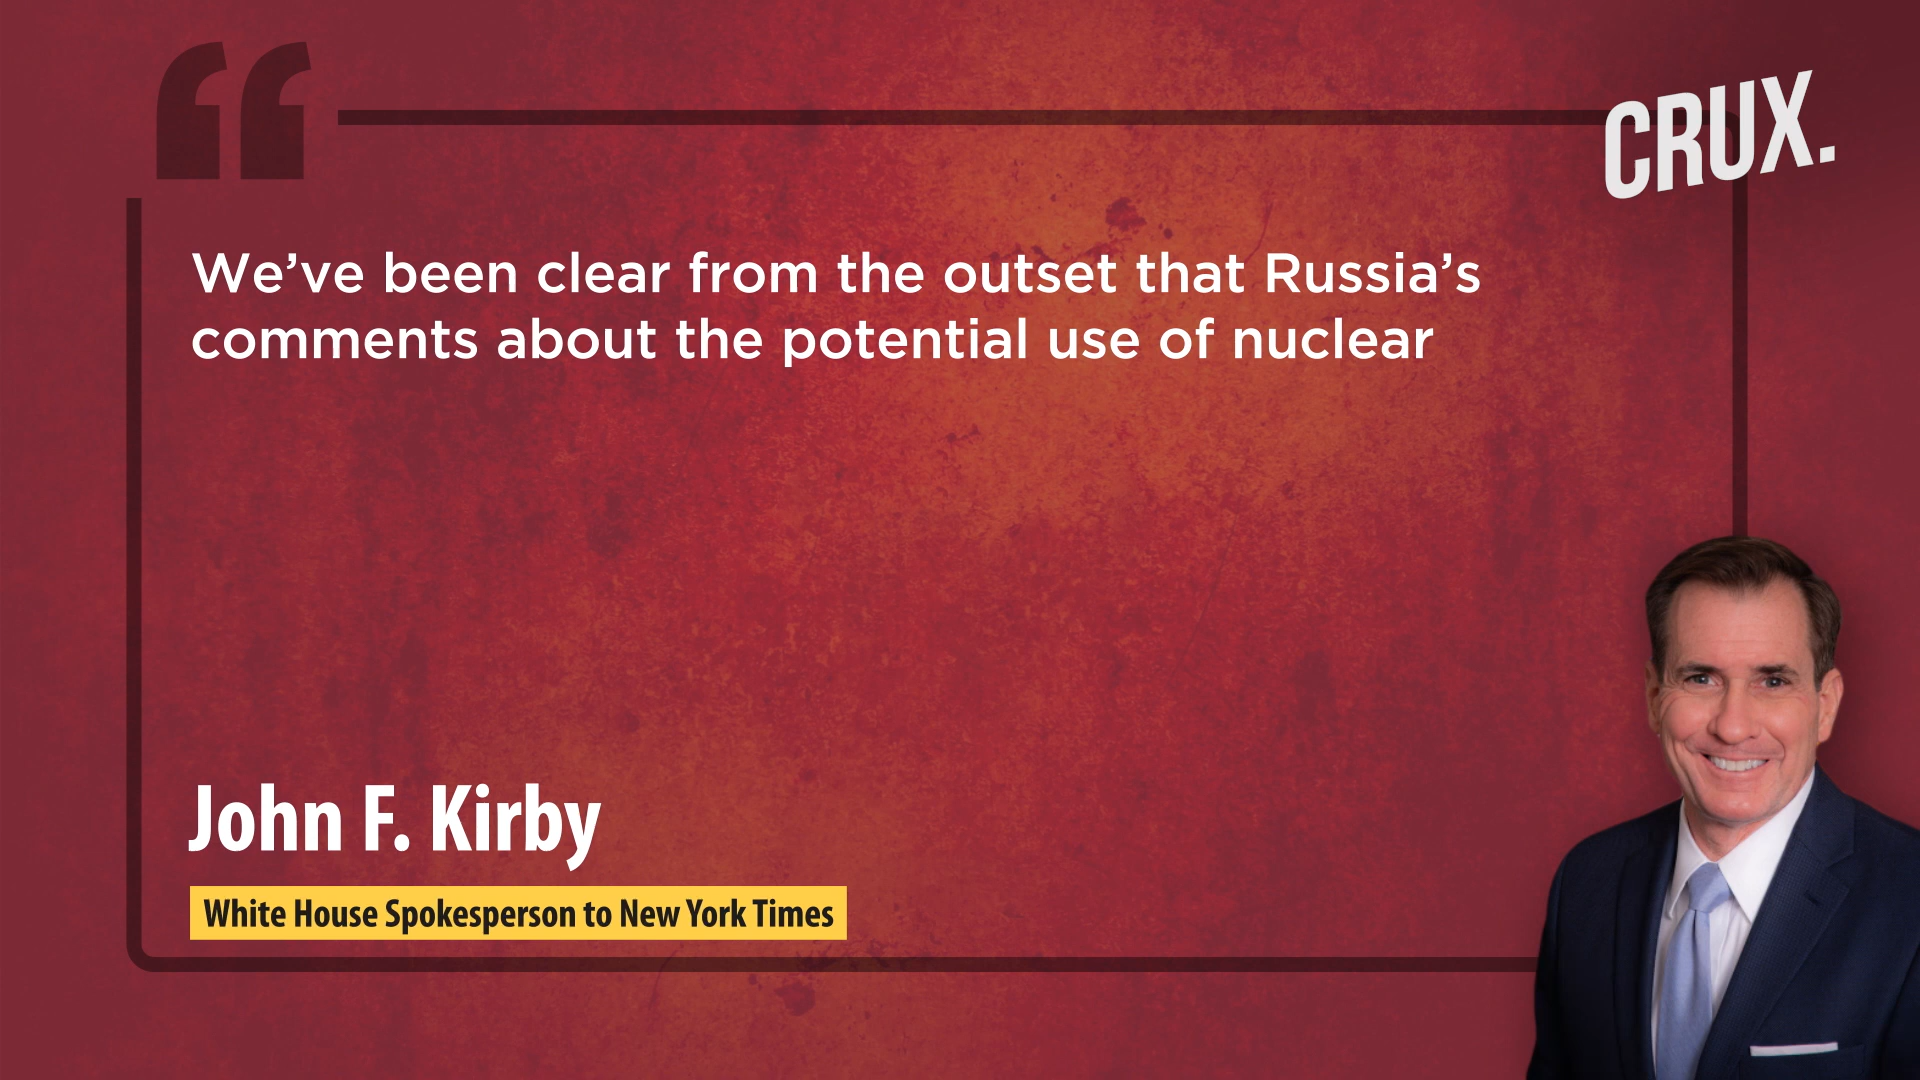 CRUX.
We’ve been clear from the outset that Russia’s
comments about the potential use of nuclear
John F. Kirby
White House Spokesperson to New York Times